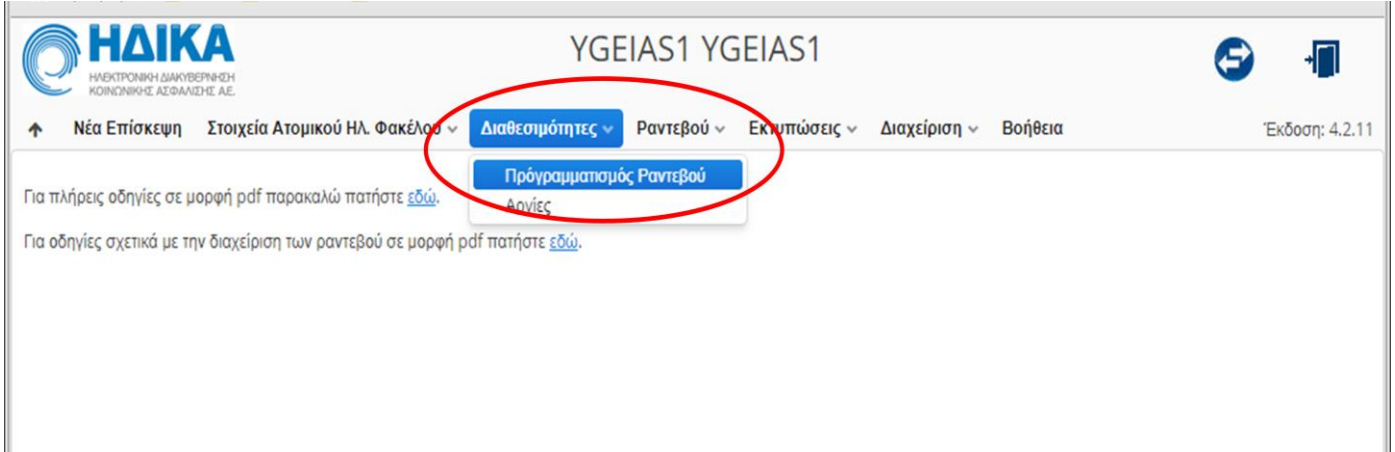 ΗΔΙΚΑ
ΗΛΕΚΤΡΟΝΙΚΗ ΔΙΑΚΥΒΕΡΝΗΣΗ
ΚΟΙΝΩΝΙΚΗΣ ΑΣΦΑΛΙΣΗΣ ΑΕ.
YGEIAS1 YGEIAS1
Νέα Επίσκεψη Στοιχεία Ατομικού Ηλ. Φακέλου Διαθεσιμότητες Ραντεβού Εκτυπώσεις Διαχείριση Βοήθεια Έκδοση: 4.2.11
Πρόγραμματισμός Ραντεβού
Αργίες
Για πλήρεις οδηγίες σε μορφή pdf παρακαλώ πατήστε εδώ.
Για οδηγίες σχετικά με την διαχείριση των ραντεβού σε μορφή pdf πατήστε εδώ.